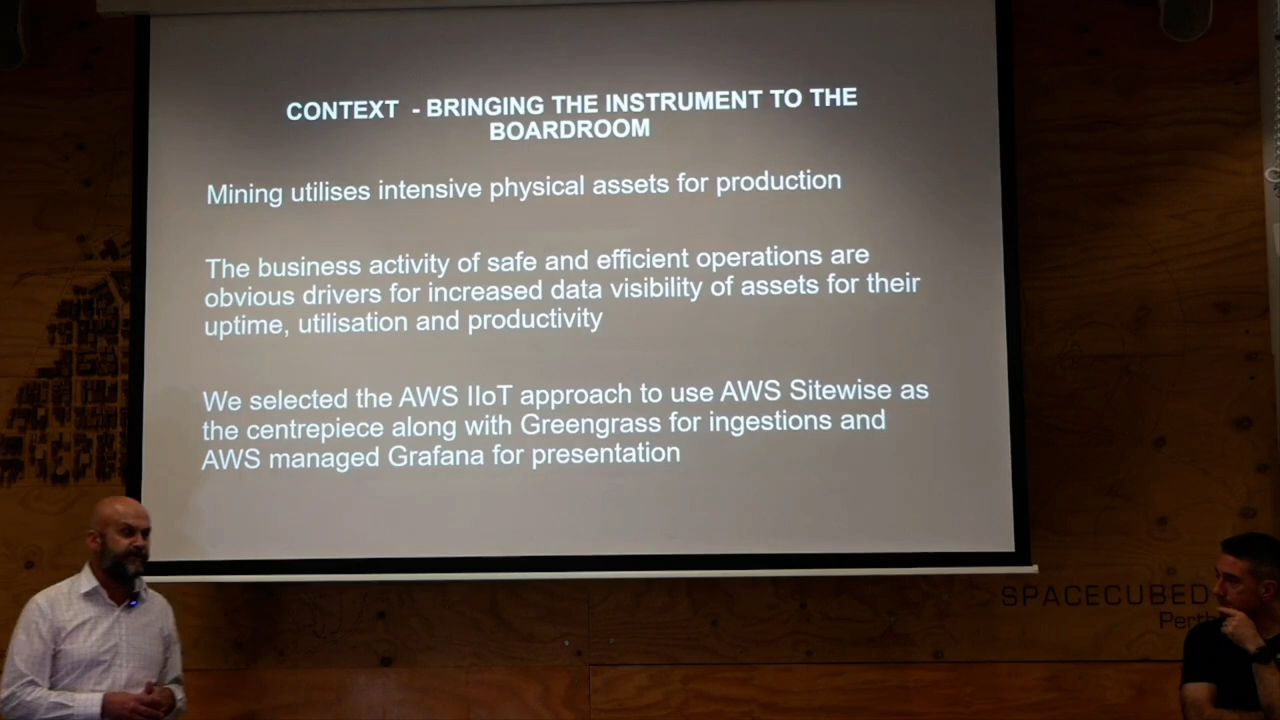 CONTEXT - BRINGING THE INSTRUMENT TO THE
BOARDROOM
Mining utilises intensive physical assets for production
The business activity of safe and efficient operations are
obvious drivers for increased data visibility of assets for their
uptime, utilisation and productivity
We selected the AWS IIoT approach to use AWS Sitewise as
the centrepiece along with Greengrass for ingestions and
AWS managed Grafana for presentation
SPACECUBED
Perth